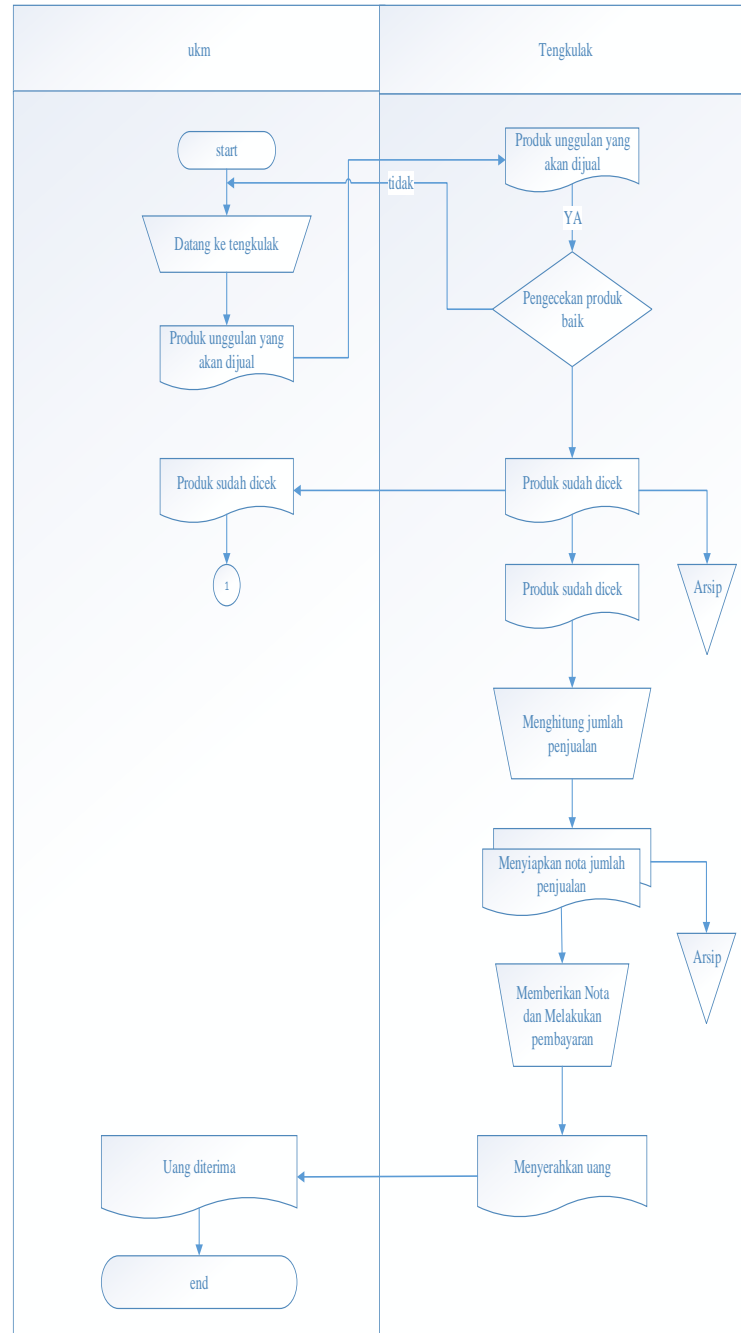 ukm
Tengkulak
start
Produk unggulan yang
akan dijual
tidak
YA
Datang ke tengkulak
Pengecekan produk
baik
Produk unggulan yang
akan dijual
Produk sudah dicek
Produk sudah dicek
1
Produk sudah dicek
Arsip
Menghitung jumlah
penjualan
Menyiapkan nota jumlah
penjualan
Arsip
Memberikan Nota
dan Melakukan
pembayaran
Uang diterima
Menyerahkan uang
end